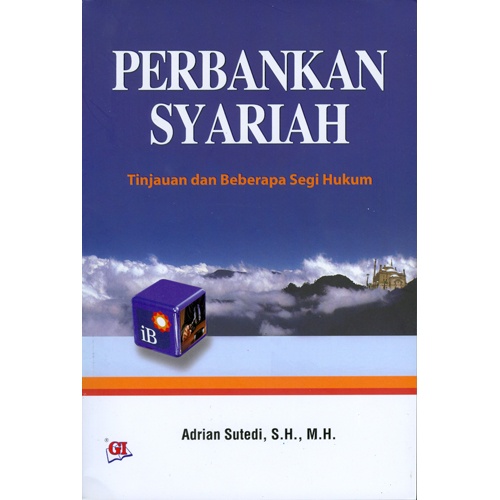 PERBANKAN
SYARIAH
Tinjauan dan Beberapa Segi Hukum
iB
Adrian Sutedi, S.H., M.H.
® GI